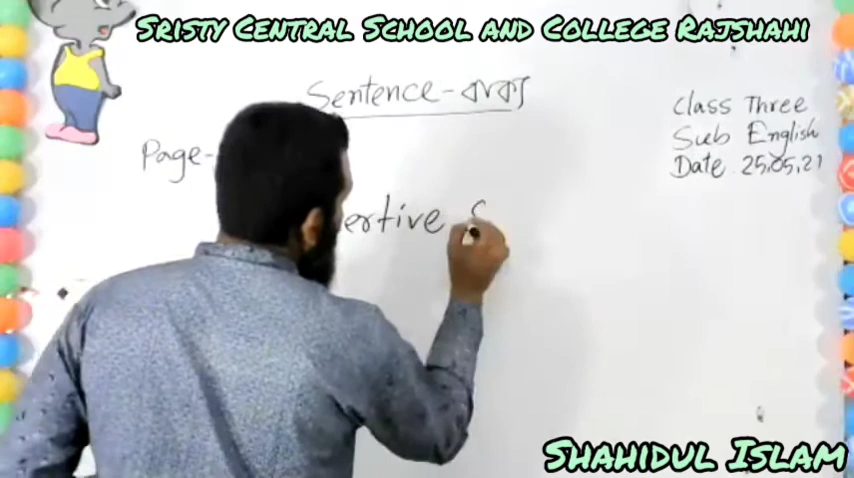 SRISTY CENTRAL SCHOOL AND COLLEGE RAJSHAHI
Sentence - বাক্য
Class Three
Sub English
Date 25.05.21
Page-
ertive S
SHAHIDUL ISLAM